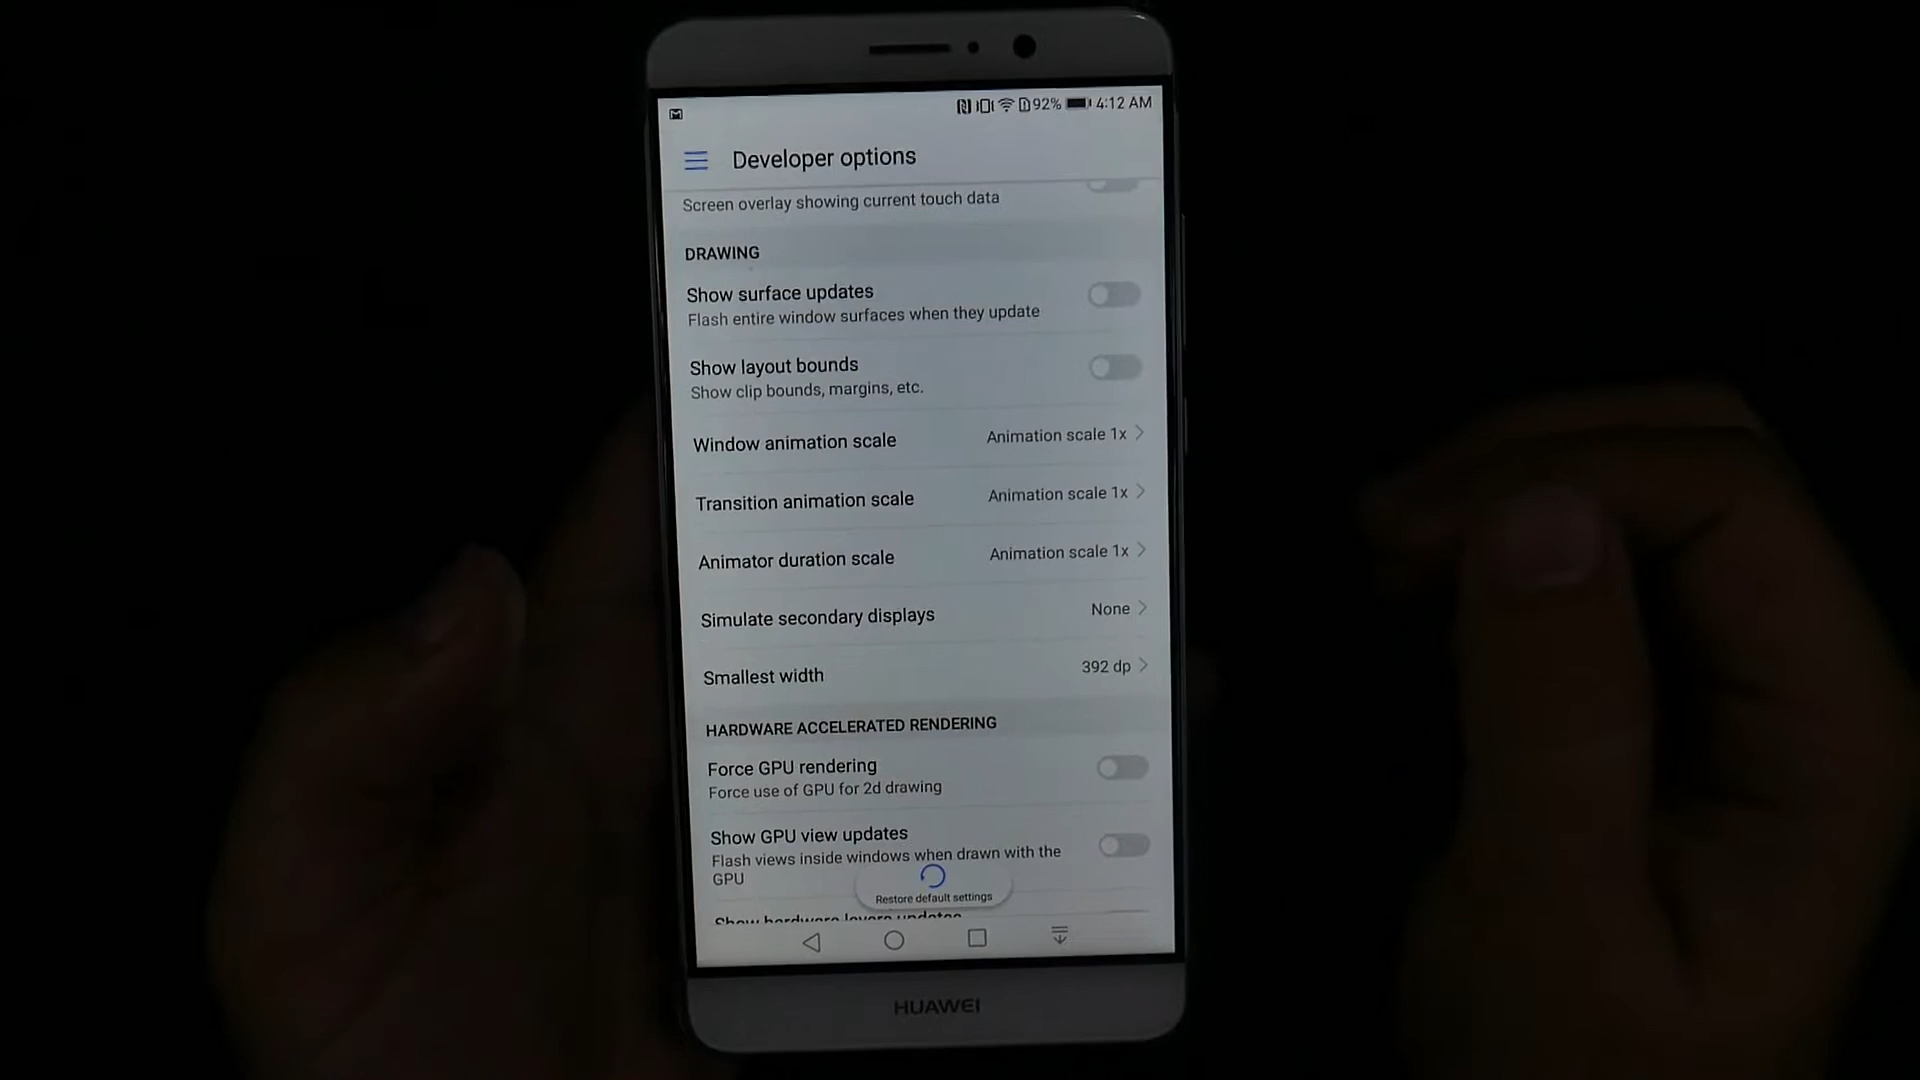 92% 4:12 AM
Developer options
Screen overlay showing current touch data
DRAWING
Show surface updates
Flash entire window surfaces when they update
Show layout bounds
Show clip bounds, margins, etc.
Window animation scale Animation scale 1x
Transition animation scale Animation scale 1x
Animator duration scale Animation scale 1x
Simulate secondary displays None
Smallest width 392 dp
HARDWARE ACCELERATED RENDERING
Force GPU rendering
Force use of GPU for 2d drawing
Show GPU view updates
Flash views inside windows when drawn with the
GPU
Restore default settings
Show hardware layers updates
HUAWEI